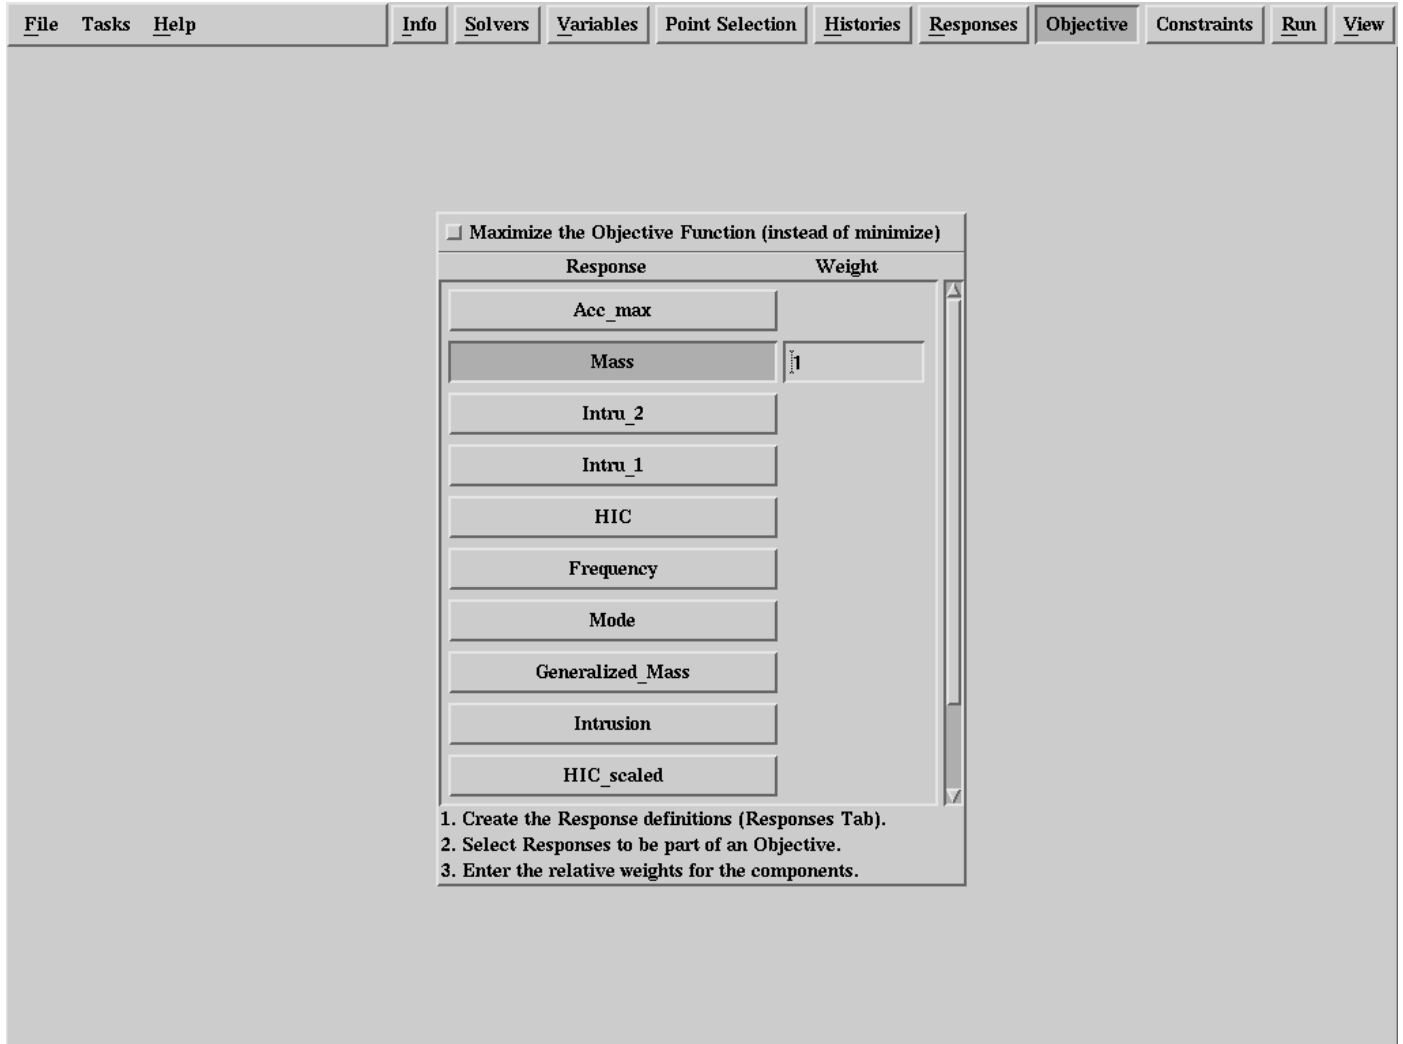 File Tasks Help Info Solvers Variables Point Selection Histories Responses Objective Constraints Run View
Maximize the Objective Function (instead of minimize)
Response Weight
Acc_max
Mass 1
Intru_2
Intru_1
HIC
Frequency
Mode
Generalized_Mass
Intrusion
HIC_scaled
1. Create the Response definitions (Responses Tab).
2. Select Responses to be part of an Objective.
3. Enter the relative weights for the components.